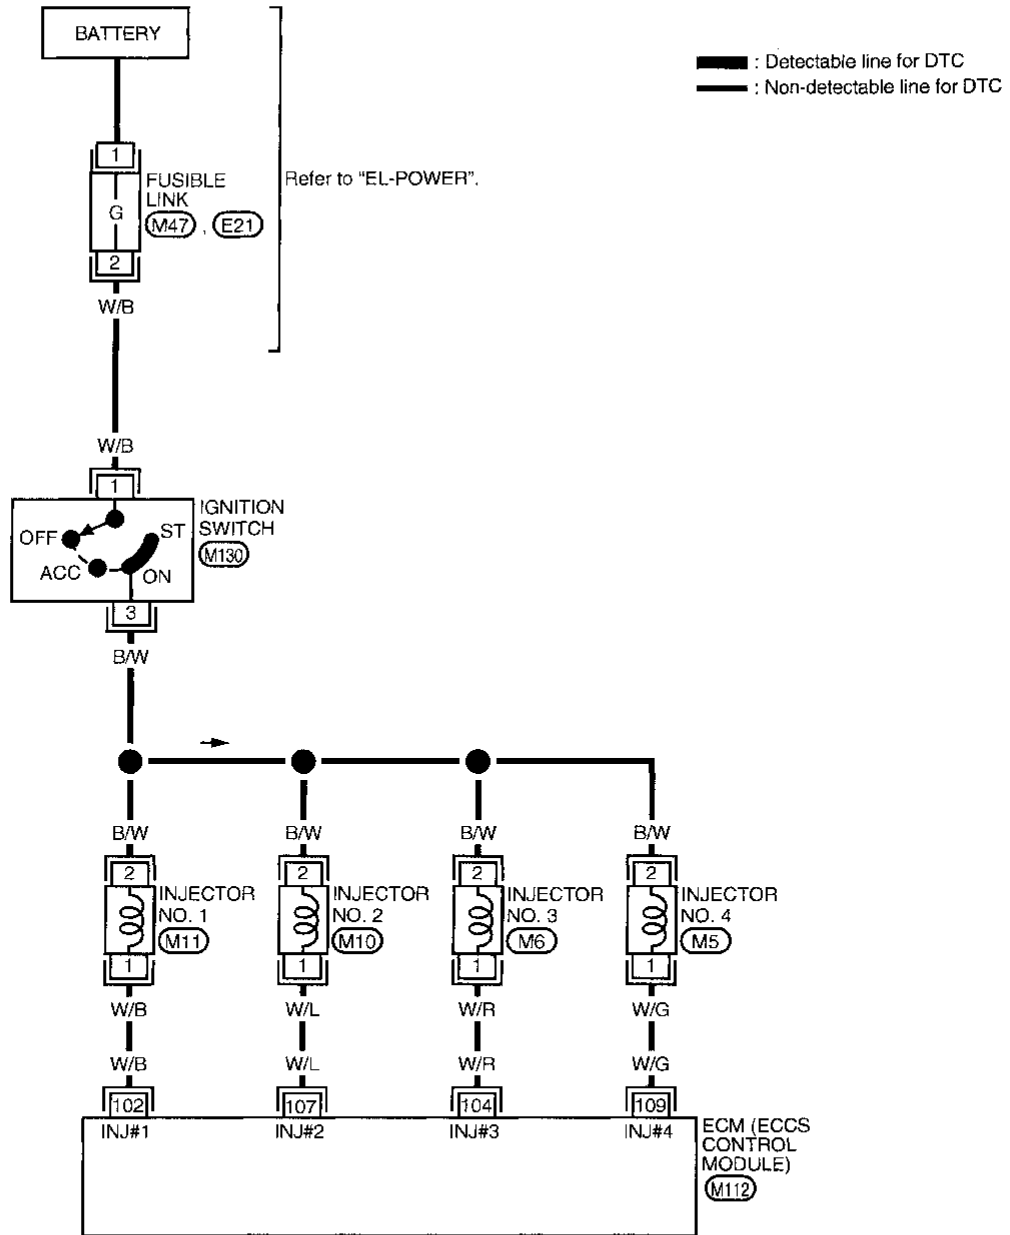 BATTERY
: Detectable line for DTC
: Non-detectable line for DTC
1
FUSIBLE
LINK
G
M47 , E21
Refer to "EL-POWER".
2
W/B
W/B
1
IGNITION
SWITCH
M130
OFF
ST
ACC
ON
3
B/W
B/W B/W B/W B/W
2 2 2 2
INJECTOR
NO. 1
M11
INJECTOR
NO. 2
M10
INJECTOR
NO. 3
M6
INJECTOR
NO. 4
M5
1 1 1 1
W/B W/L W/R W/G
W/B W/L W/R W/G
102 107 104 109
INJ#1 INJ#2 INJ#3 INJ#4
ECM (ECCS
CONTROL
MODULE)
M112